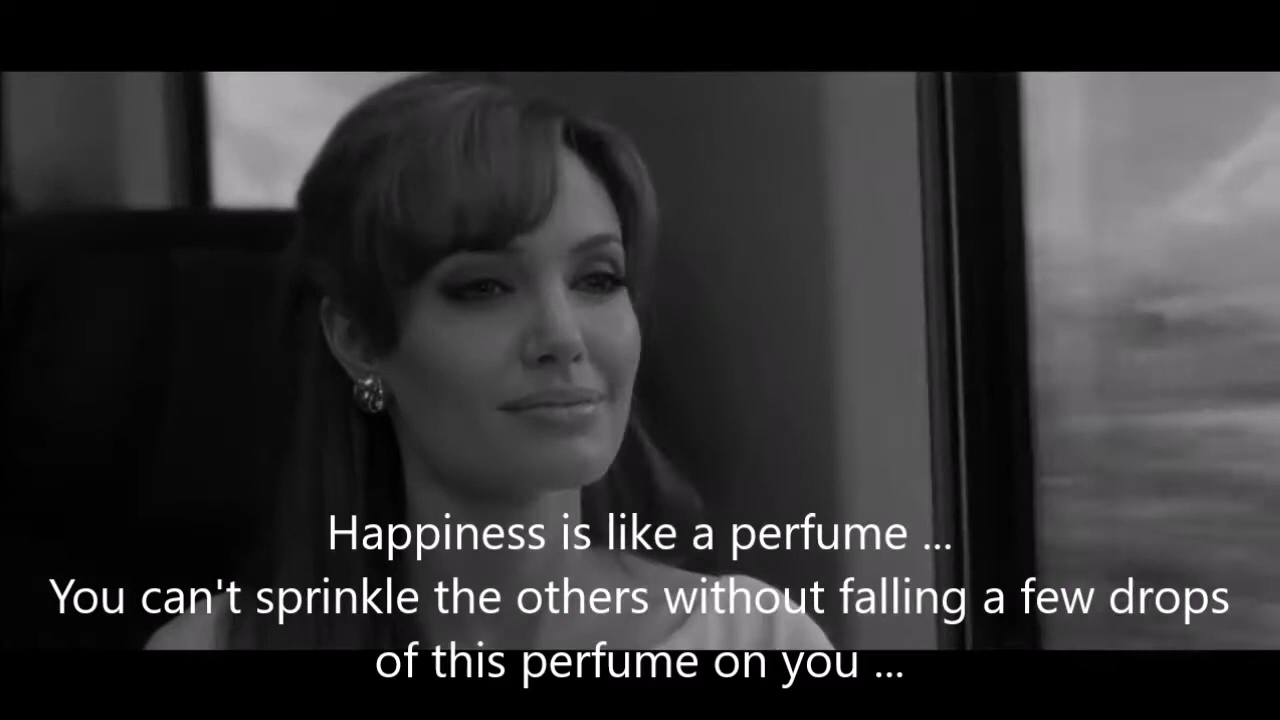 Happiness is like a perfume ...
You can't sprinkle the others without falling a few drops
of this perfume on you ...